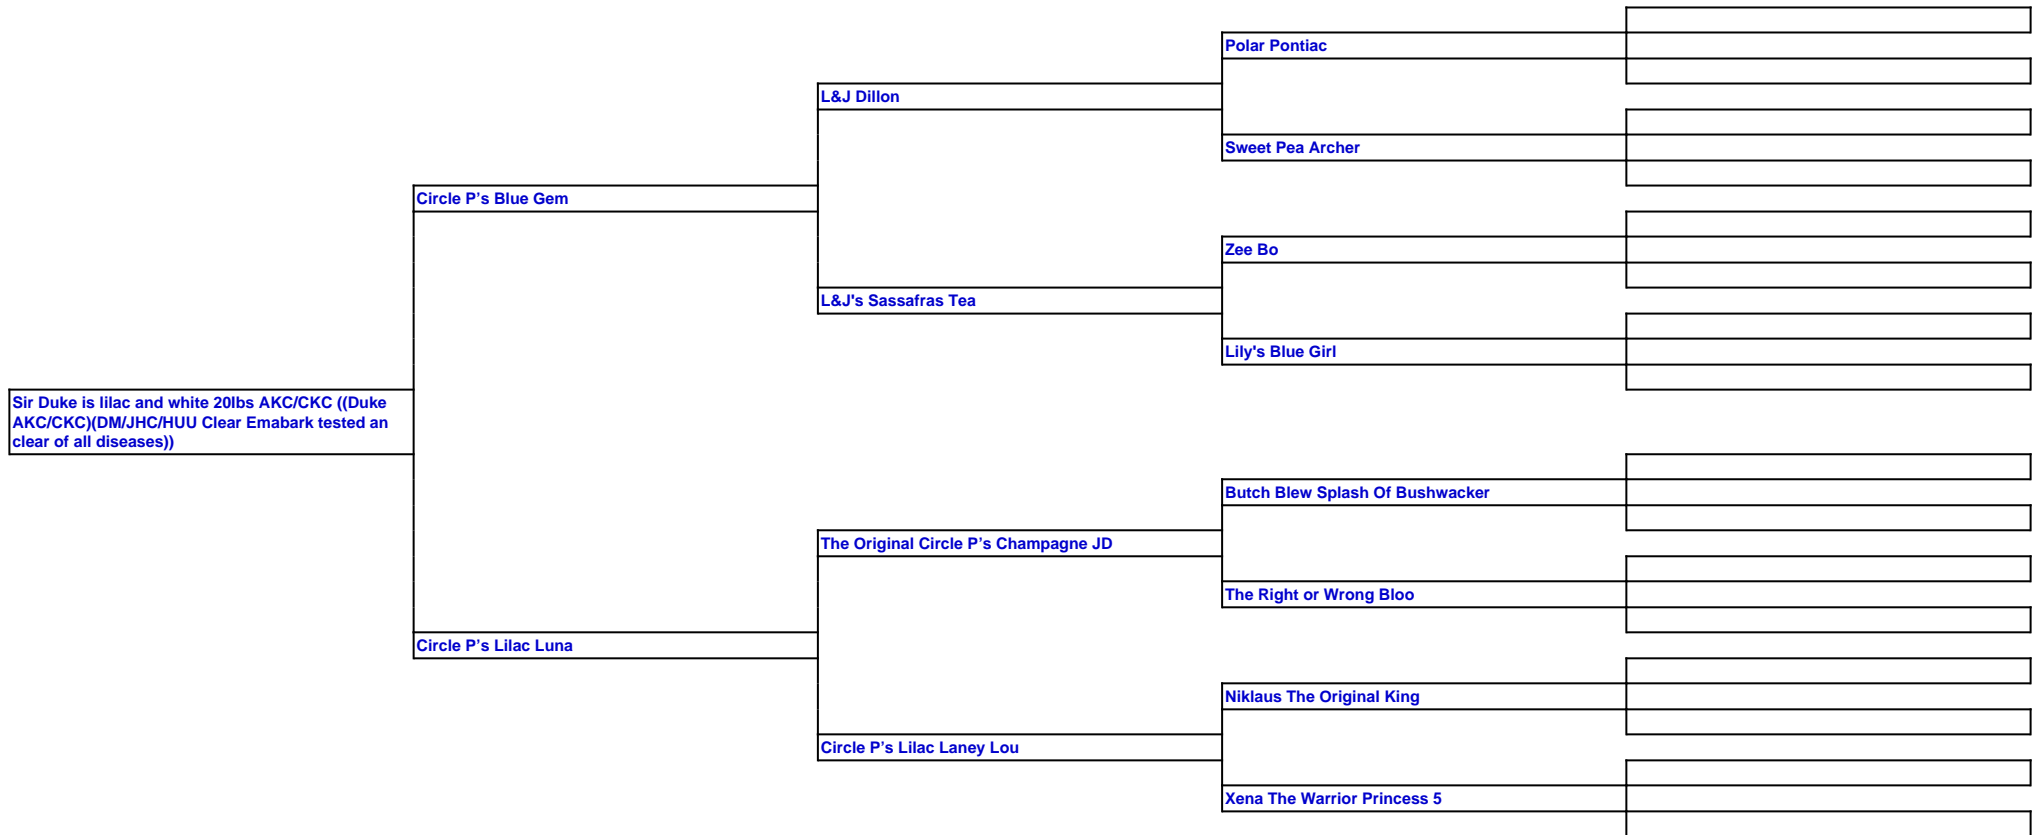 Polar Pontiac
L&J Dillon
Sweet Pea Archer
Circle P’s Blue Gem
Zee Bo
L&J's Sassafras Tea
Lily's Blue Girl
Sir Duke is lilac and white 20lbs AKC/CKC ((Duke
AKC/CKC)(DM/JHC/HUU Clear Emabark tested an
clear of all diseases))
Butch Blew Splash Of Bushwacker
The Original Circle P’s Champagne JD
The Right or Wrong Bloo
Circle P’s Lilac Luna
Niklaus The Original King
Circle P’s Lilac Laney Lou
Xena The Warrior Princess 5